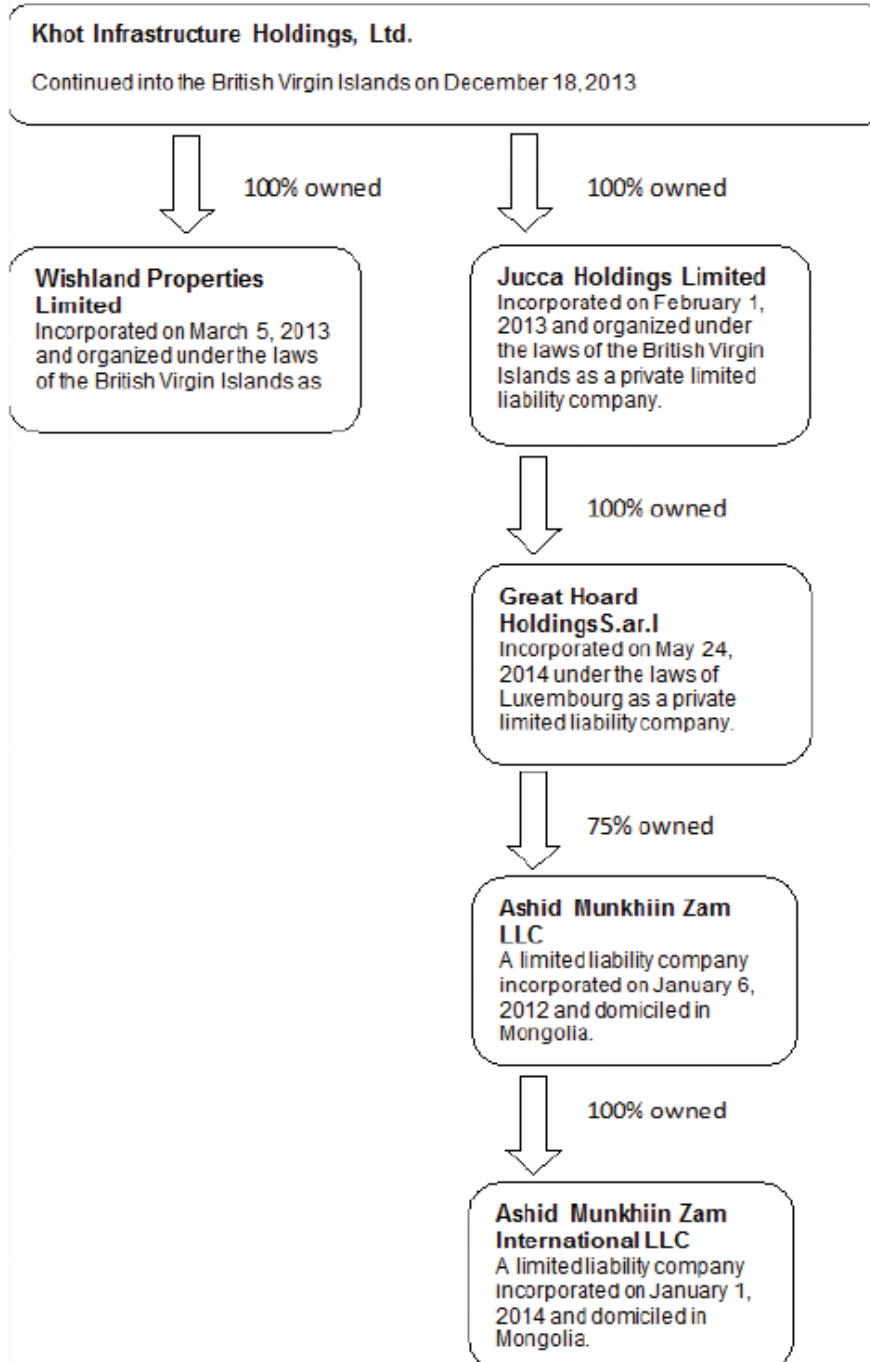 Khot Infrastructure Holdings, Ltd.
Continued into the British Virgin Islands on December 18, 2013
100% owned
100% owned
Wishland Properties
Limited
Incorporated on March 5, 2013
and organized under the laws
of the British Virgin Islands as
Jucca Holdings Limited
Incorporated on February 1,
2013 and organized under
the laws of the British Virgin
Islands as a private limited
liability company.
100% owned
Great Hoard
HoldingsS.ar.l
Incorporated on May 24,
2014 under the laws of
Luxembourg as a private
limited liability company.
75% owned
Ashid Munkhiin Zam
LLC
A limited liability company
incorporated on January 6,
2012 and domiciled in
Mongolia.
100% owned
Ashid Munkhiin Zam
International LLC
A limited liability company
incorporated on January 1,
2014 and domiciled in
Mongolia.